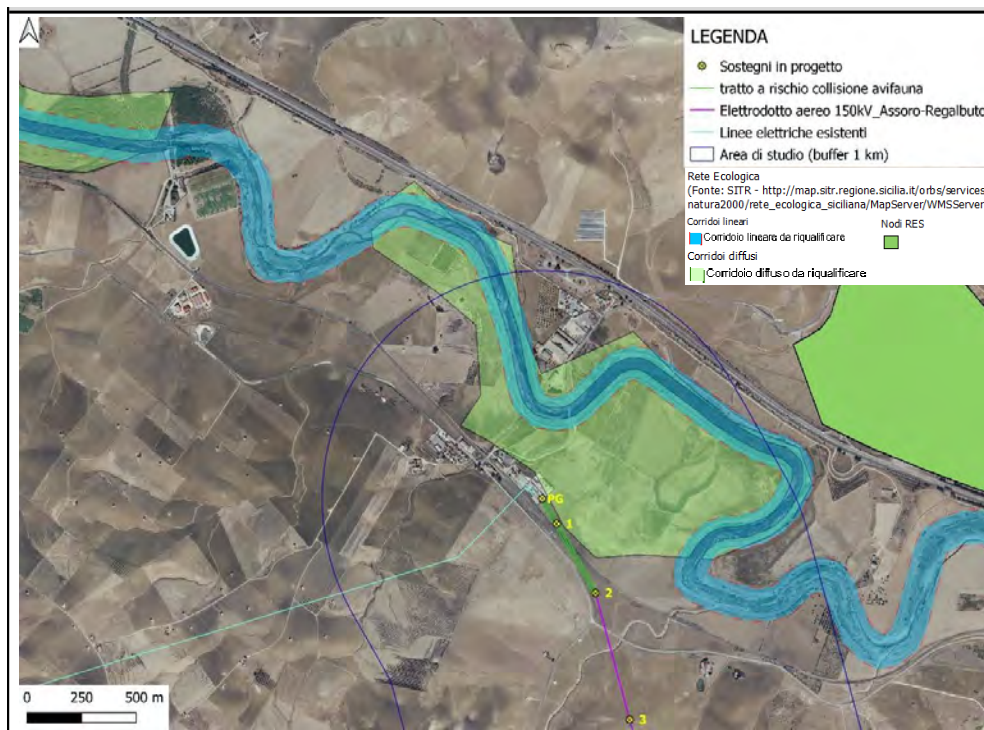 LEGENDA
Sostegni in progetto
tratto a rischio collisione avifauna
Elettrodotto aereo 150kV_Assoro-Regalbuto
Linee elettriche esistenti
Area di studio (buffer 1 km)
Rete Ecologica
(Fonte: SITR - http://map.sitr.regione.sicilia.it/orbs/services
natura2000/rete_ecologica_siciliana/MapServer/WMSServer
Corridoi lineari
Nodi RES
Corridoio lineare da riqualificare
Corridoi diffusi
Corridoio diffuso da riqualificare
PG
1
2
3
0 250 500 m